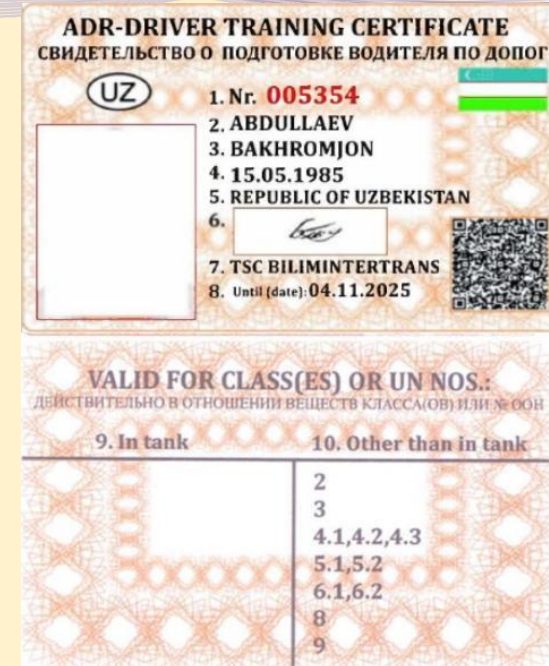 ADR-DRIVER TRAINING CERTIFICATE
СВИДЕТЕЛЬСТВО О ПОДГОТОВКЕ ВОДИТЕЛЯ ПО ДОПОГ
UZ
1. Nr. 005354
2. ABDULLAEV
3. BAKHROMJON
4. 15.05.1985
5. REPUBLIC OF UZBEKISTAN
6.
7. TSC BILIMINTERTRANS
8. Until (date): 04.11.2025
VALID FOR CLASS(ES) OR UN NOS.:
ДЕЙСТВИТЕЛЬНО В ОТНОШЕНИИ ВЕЩЕСТВ КЛАССА(ОВ) ИЛИ № ООН
9. In tank
10. Other than in tank
2
3
4.1,4.2,4.3
5.1,5.2
6.1,6.2
8
9